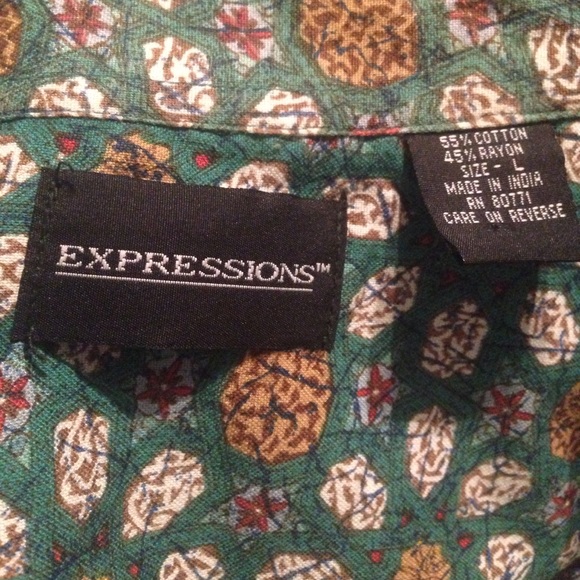 EXPRESSIONS™
55% COTTON
45% RAYON
SIZE - L
MADE IN INDIA
RN 80771
CARE ON REVERSE